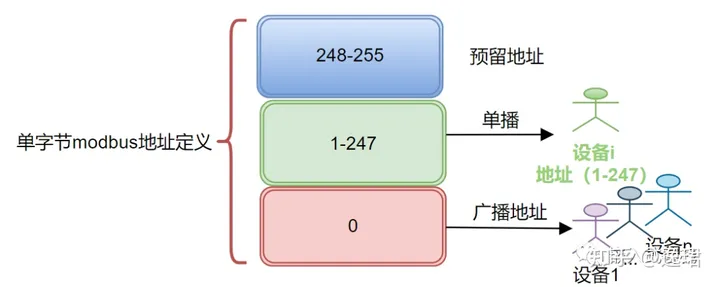 248-255
预留地址
单字节modbus地址定义
1-247
单播
设备i
地址（1-247）
0
广播地址
设备n
设备1
知乎 @逸珺